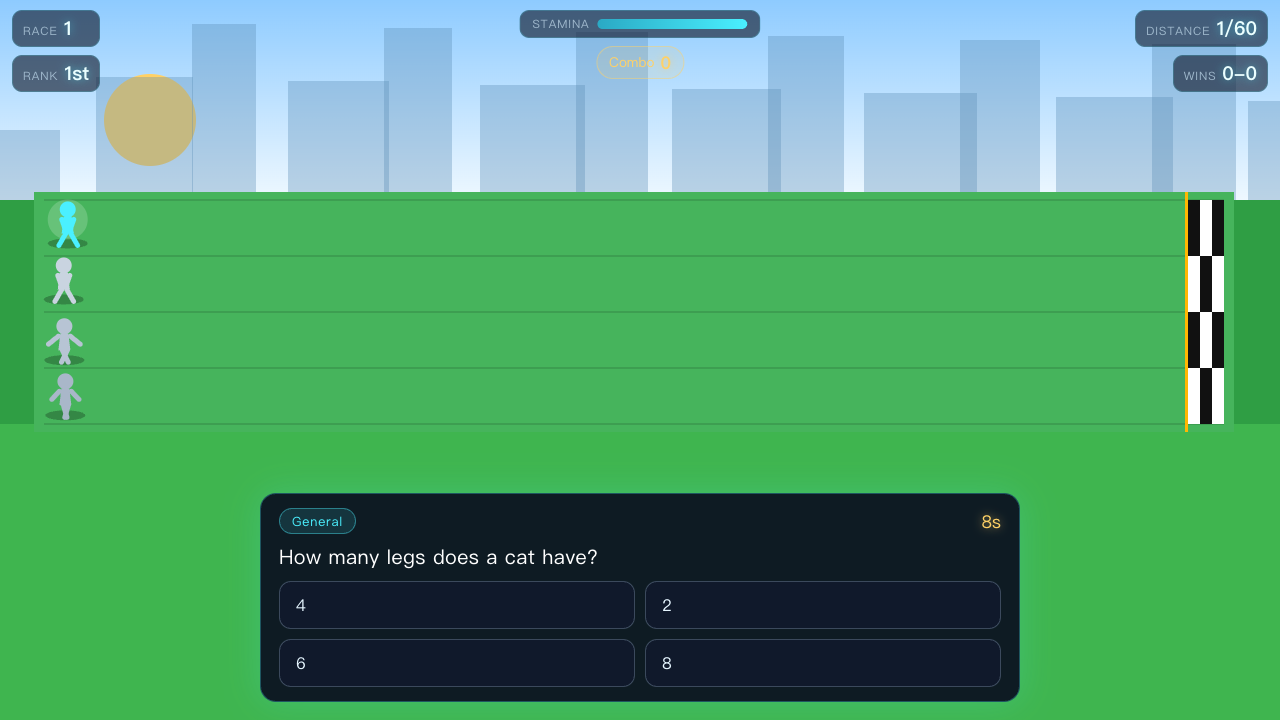 RACE 1
RANK 1st
STAMINA
Combo 0
DISTANCE 1/60
WINS 0–0
General
8s
How many legs does a cat have?
4
2
6
8